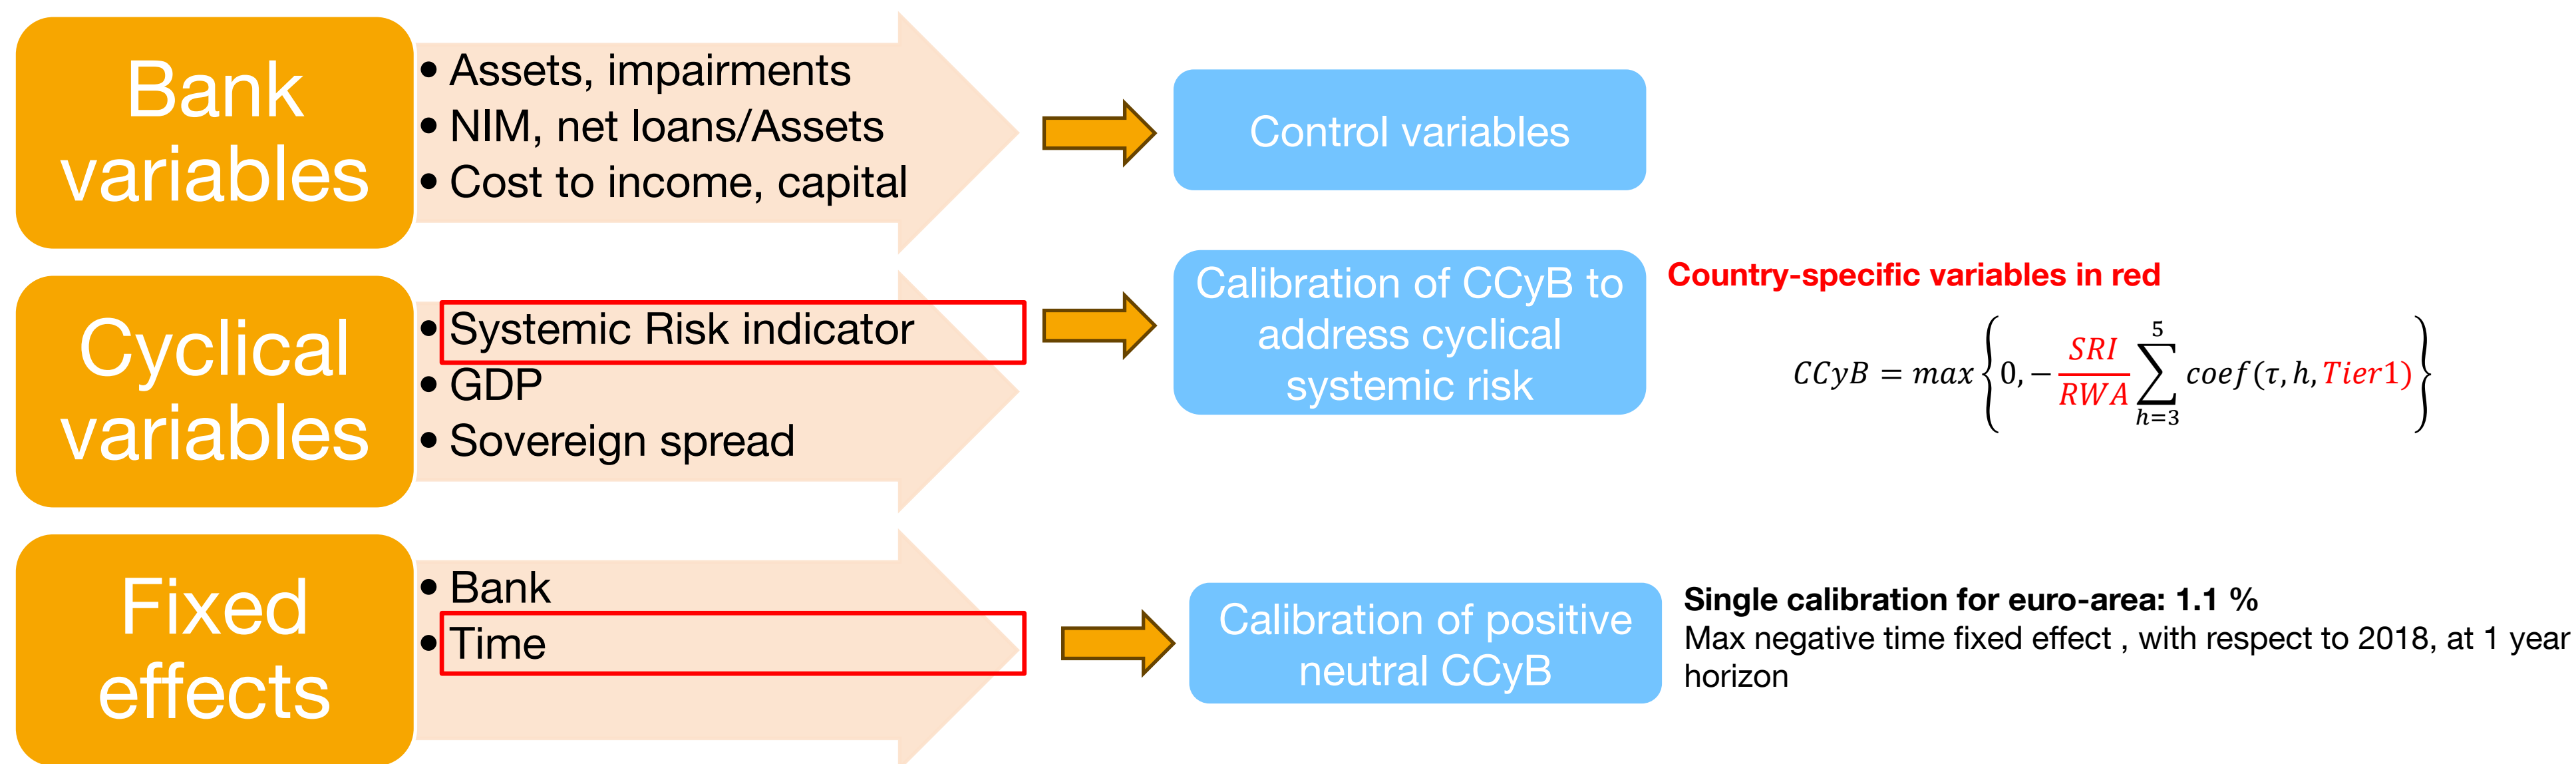 Bank
variables
• Assets, impairments
• NIM, net loans/Assets
• Cost to income, capital
Control variables
Cyclical
variables
• Systemic Risk indicator
• GDP
• Sovereign spread
Calibration of CCyB to
address cyclical
systemic risk
Country-specific variables in red
CCyB = max {0, − SRI/RWA ∑_{h=3}^{5} coef(τ, h, Tier1)}
Fixed
effects
• Bank
• Time
Calibration of positive
neutral CCyB
Single calibration for euro-area: 1.1 %
Max negative time fixed effect , with respect to 2018, at 1 year
horizon